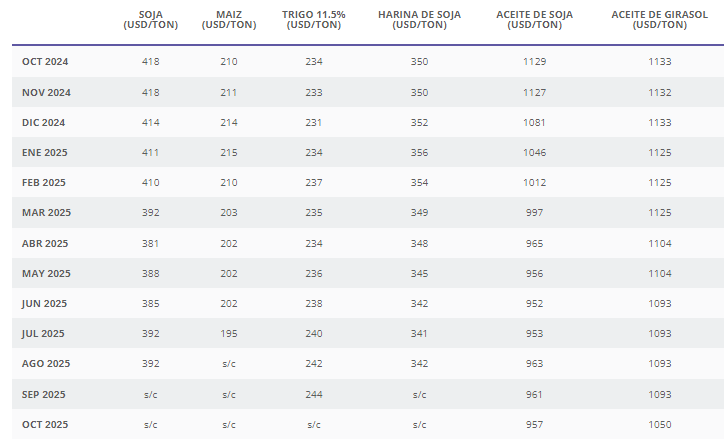 SOJA MAIZ TRIGO 11.5% HARINA DE SOJA ACEITE DE SOJA ACEITE DE GIRASOL
(USD/TON) (USD/TON) (USD/TON) (USD/TON) (USD/TON) (USD/TON)
OCT 2024 418 210 234 350 1129 1133
NOV 2024 418 211 233 350 1127 1132
DIC 2024 414 214 231 352 1081 1133
ENE 2025 411 215 234 356 1046 1125
FEB 2025 410 210 237 354 1012 1125
MAR 2025 392 203 235 349 997 1125
ABR 2025 381 202 234 348 965 1104
MAY 2025 388 202 236 345 956 1104
JUN 2025 385 202 238 342 952 1093
JUL 2025 392 195 240 341 953 1093
AGO 2025 392 s/c 242 342 963 1093
SEP 2025 s/c s/c 244 s/c 961 1093
OCT 2025 s/c s/c s/c s/c 957 1050